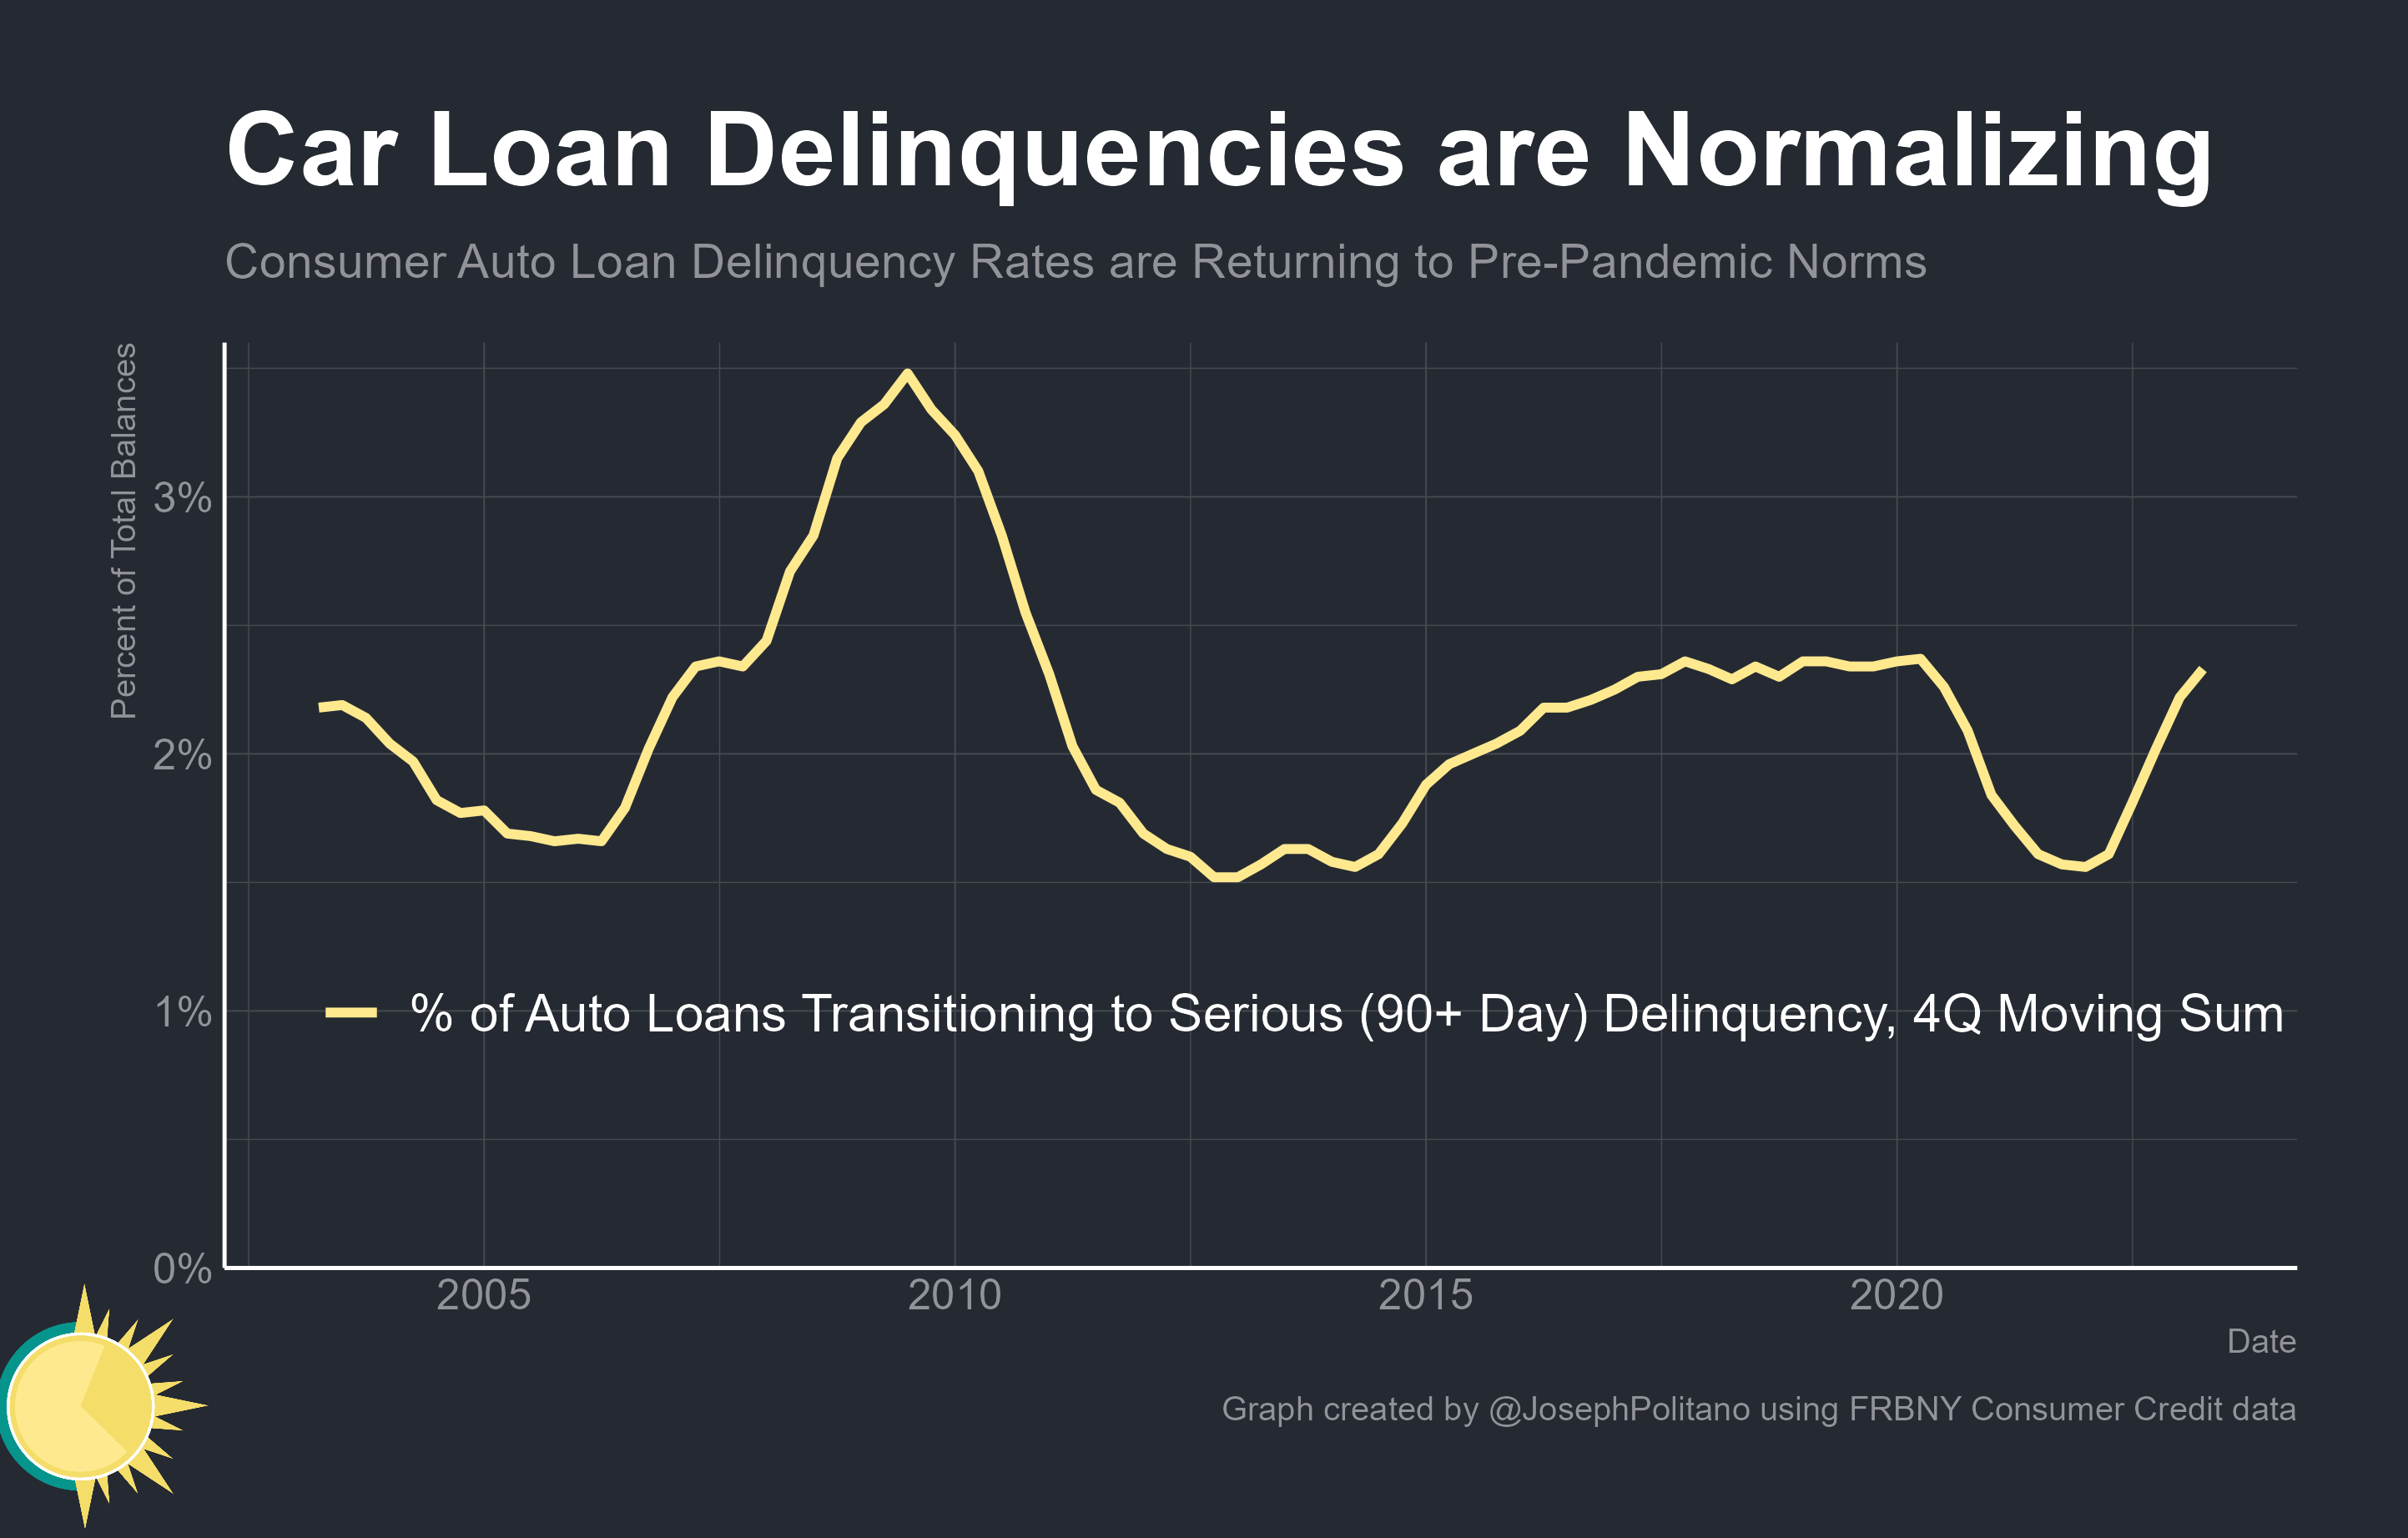 Car Loan Delinquencies are Normalizing
Consumer Auto Loan Delinquency Rates are Returning to Pre-Pandemic Norms
Percent of Total Balances
3%
2%
1%
0%
% of Auto Loans Transitioning to Serious (90+ Day) Delinquency, 4Q Moving Sum
2005
2010
2015
2020
Date
Graph created by @JosephPolitano using FRBNY Consumer Credit data